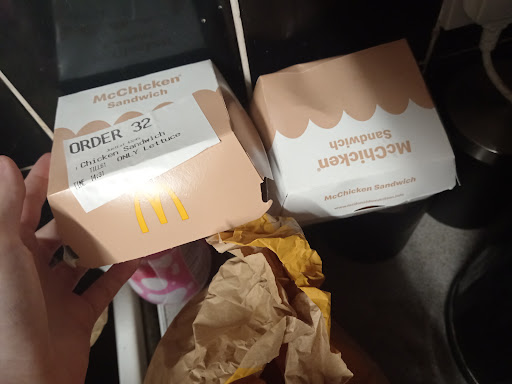 McChicken®
Sandwich
ORDER 32
Chicken Sandwich
ONLY Lettuce
McChicken®
Sandwich
McChicken Sandwich